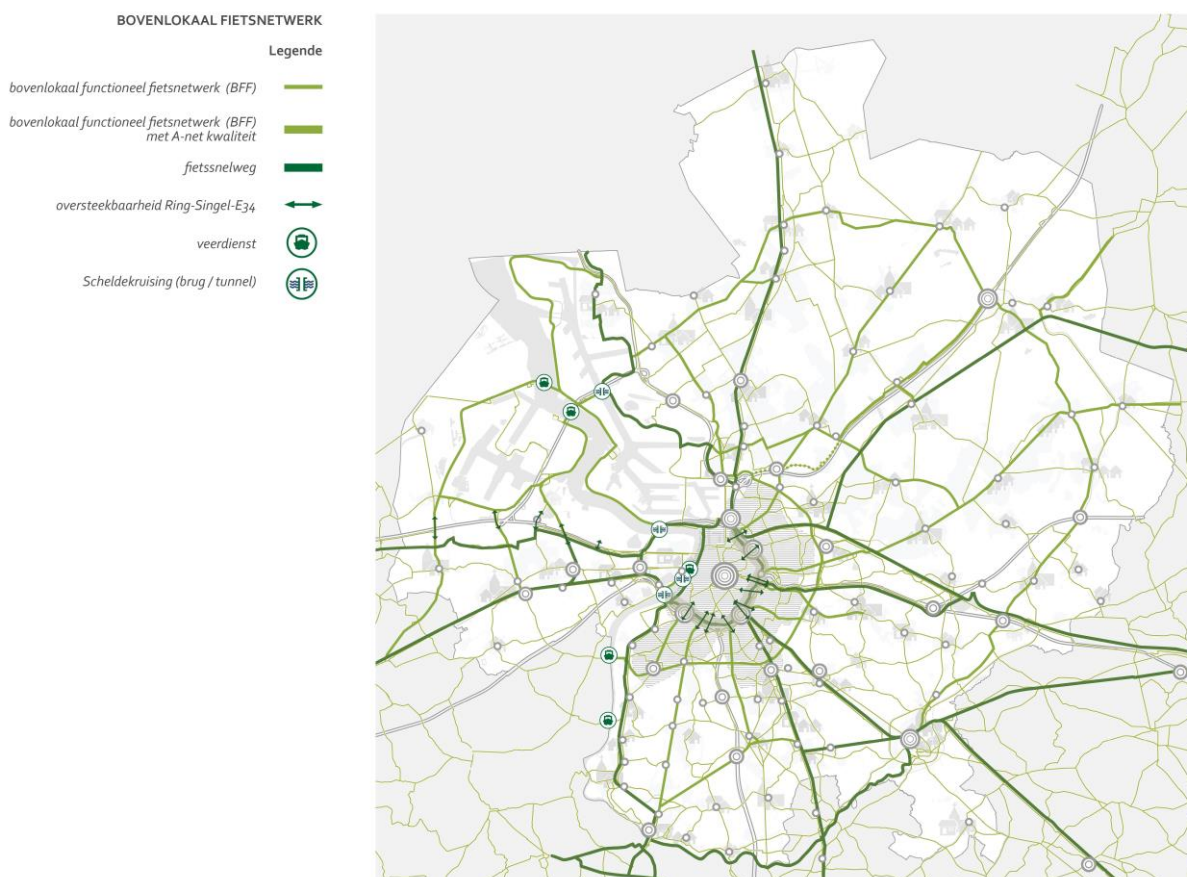 BOVENLOKAAL FIETSNETWERK
Legende
bovenlokaal functioneel fietsnetwerk (BFF)
bovenlokaal functioneel fietsnetwerk (BFF)
met A-net kwaliteit
fietssnelweg
oversteekbaarheid Ring-Singel-E34
veerdienst
Scheldekruising (brug / tunnel)